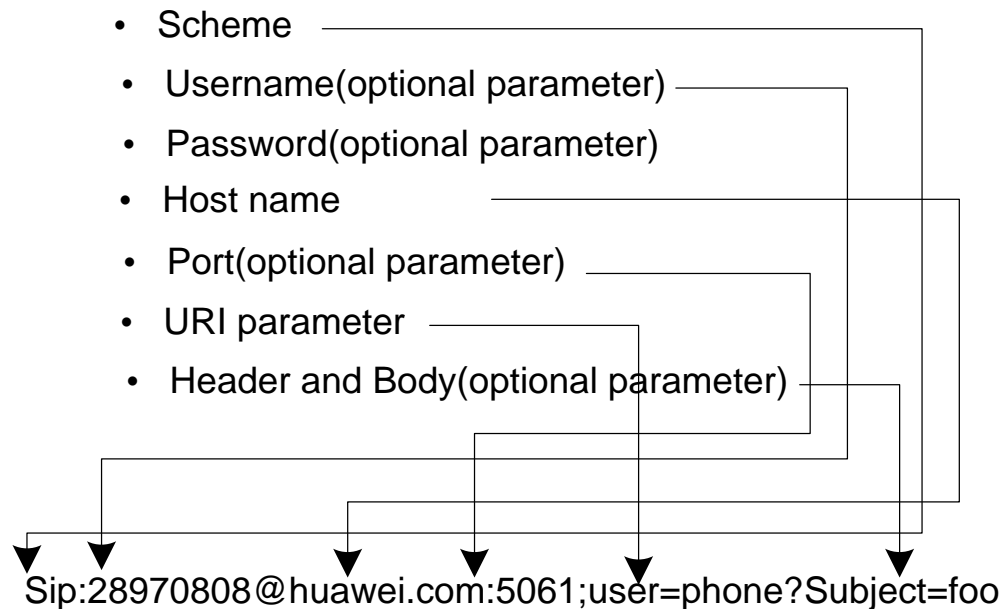 • Scheme
• Username(optional parameter)
• Password(optional parameter)
• Host name
• Port(optional parameter)
• URI parameter
• Header and Body(optional parameter)
Sip:28970808@huawei.com:5061;user=phone?Subject=foo